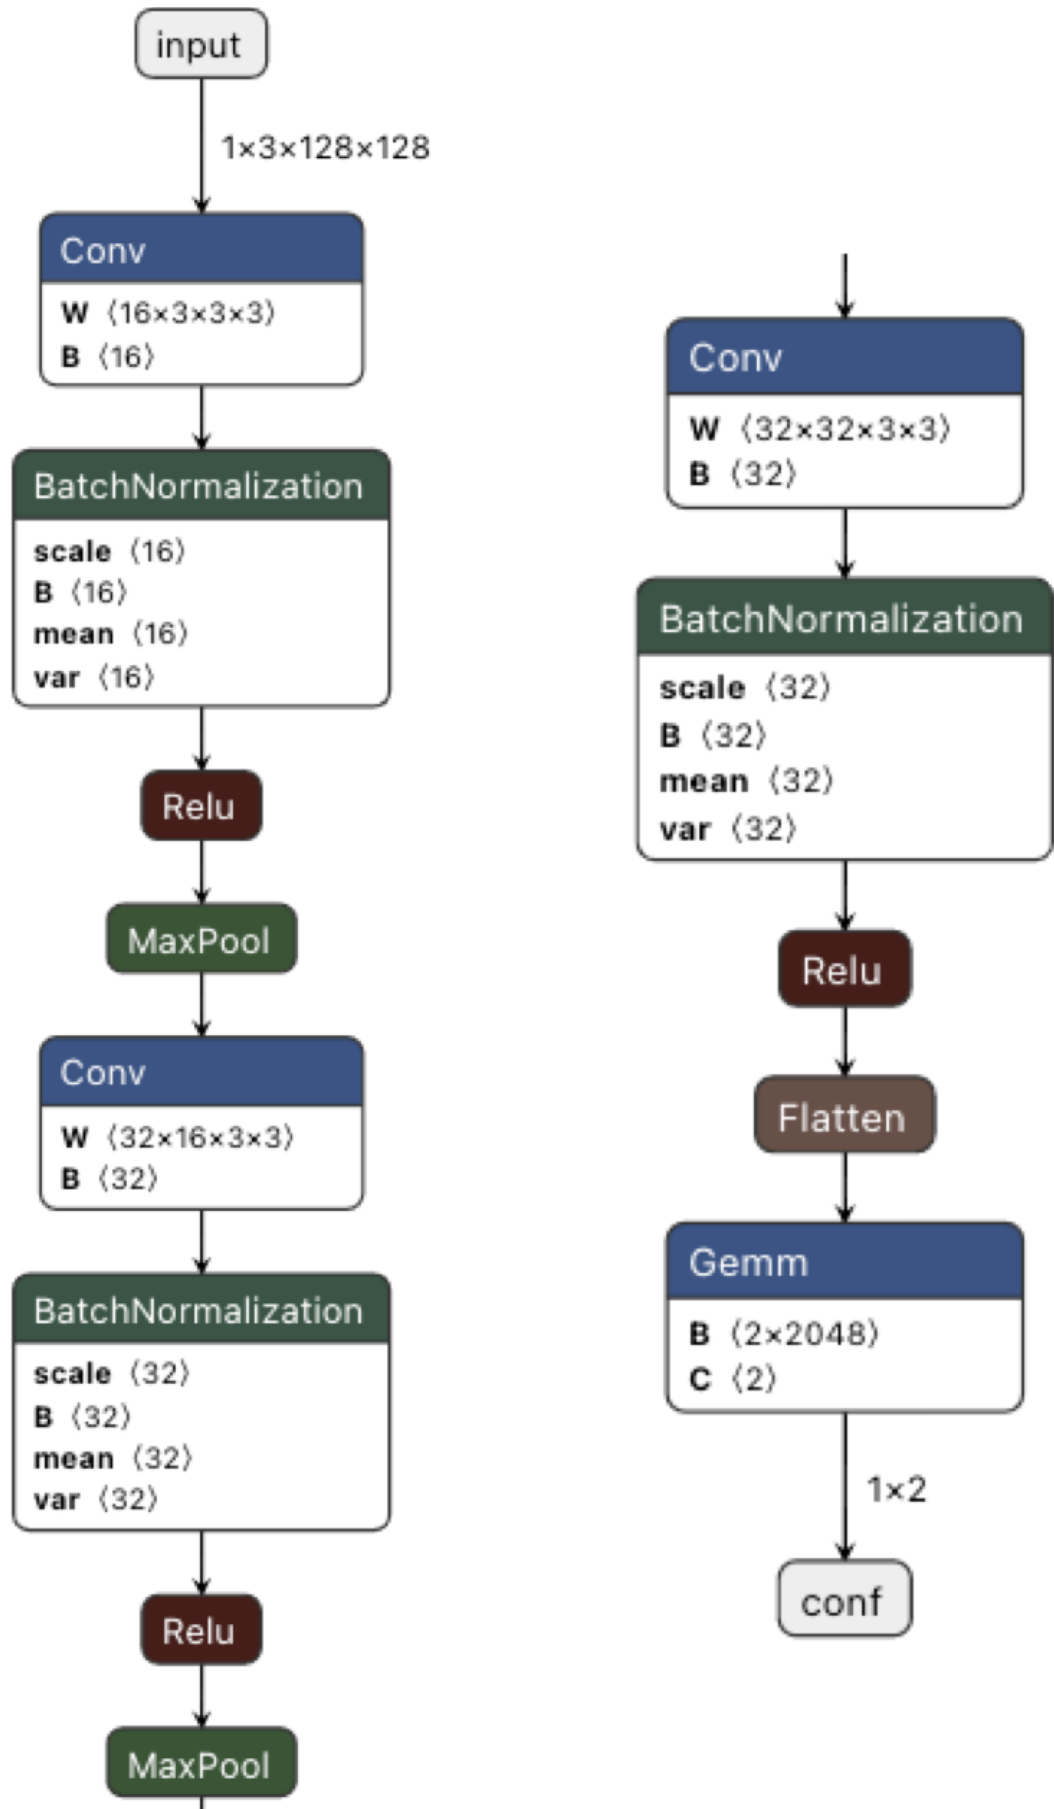 input
1×3×128×128
Conv
W ⟨16×3×3×3⟩
B ⟨16⟩
BatchNormalization
scale ⟨16⟩
B ⟨16⟩
mean ⟨16⟩
var ⟨16⟩
Relu
MaxPool
Conv
W ⟨32×16×3×3⟩
B ⟨32⟩
BatchNormalization
scale ⟨32⟩
B ⟨32⟩
mean ⟨32⟩
var ⟨32⟩
Relu
MaxPool
Conv
W ⟨32×32×3×3⟩
B ⟨32⟩
BatchNormalization
scale ⟨32⟩
B ⟨32⟩
mean ⟨32⟩
var ⟨32⟩
Relu
Flatten
Gemm
B ⟨2×2048⟩
C ⟨2⟩
1×2
conf